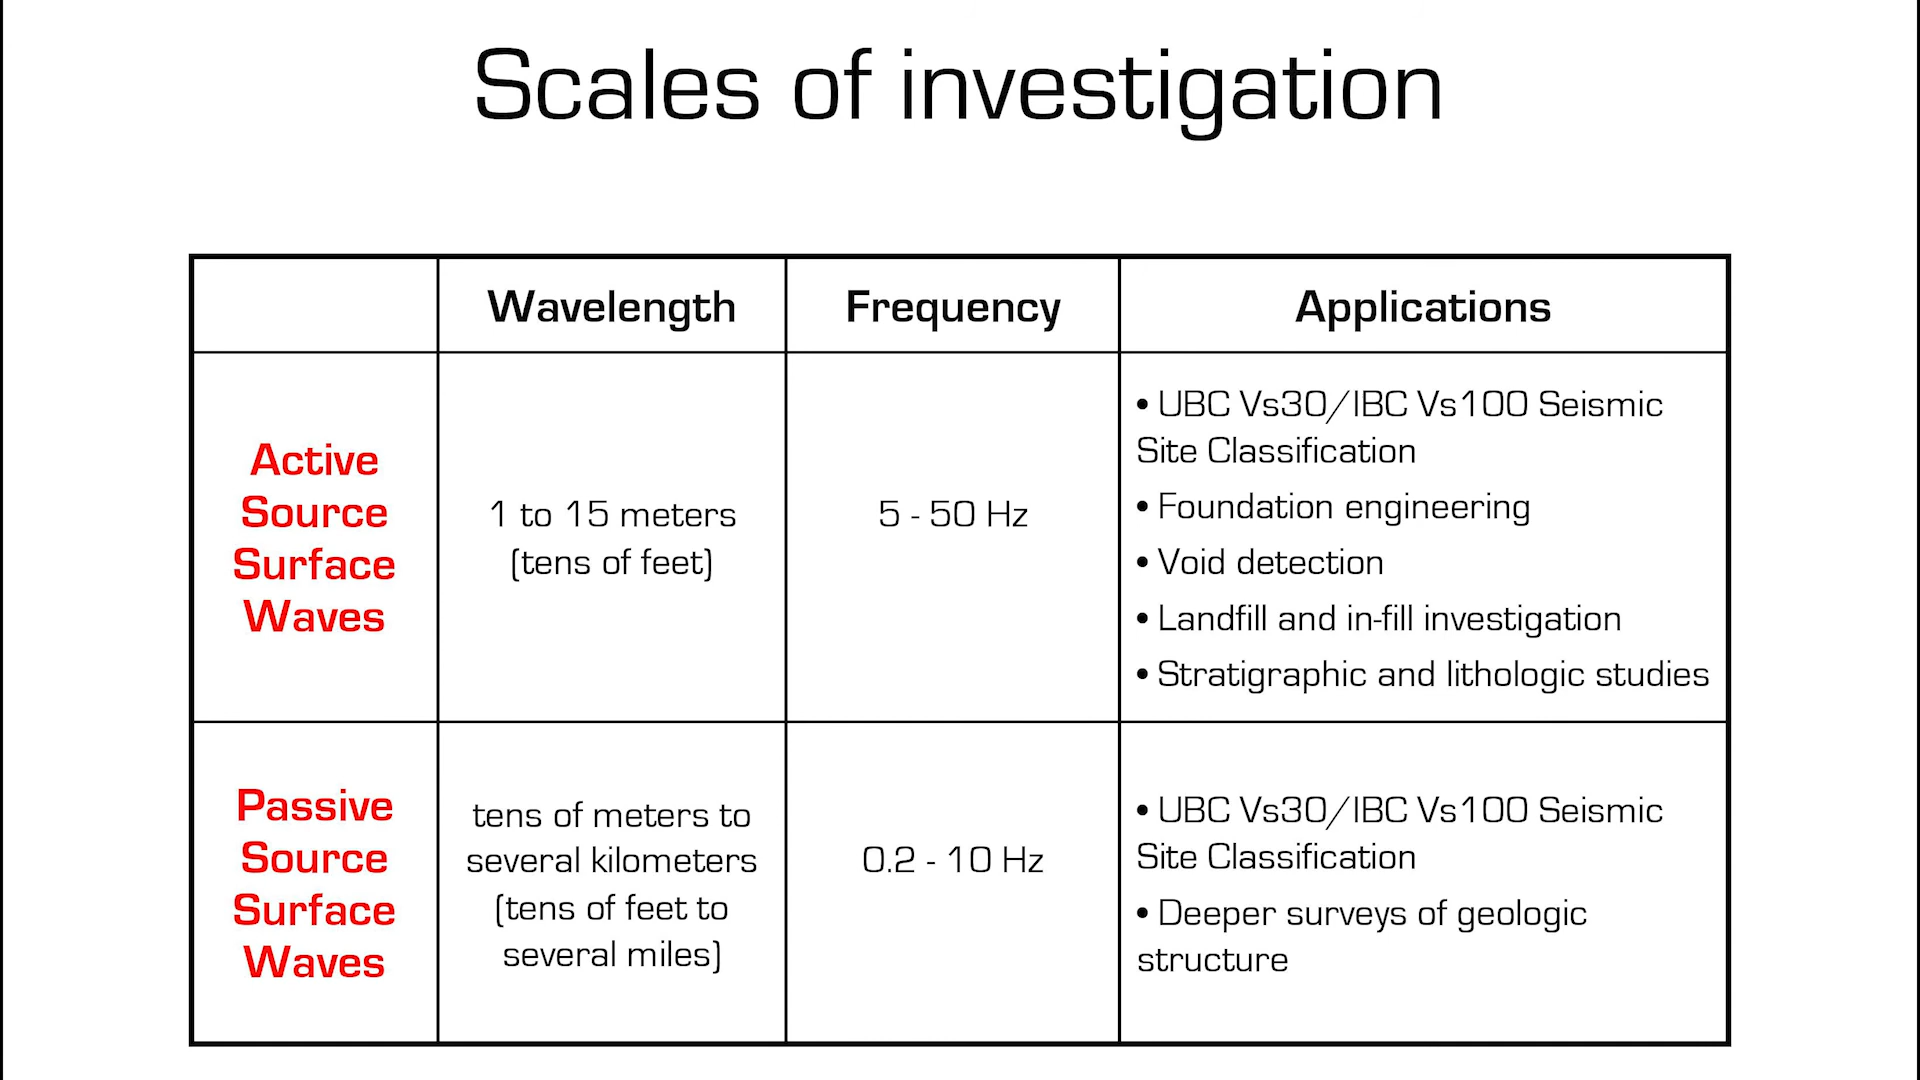 Scales of investigation
Wavelength
Frequency
Applications
Active
Source
Surface
Waves
1 to 15 meters
(tens of feet)
5 - 50 Hz
• UBC Vs30/IBC Vs100 Seismic
Site Classification
• Foundation engineering
• Void detection
• Landfill and in-fill investigation
• Stratigraphic and lithologic studies
Passive
Source
Surface
Waves
tens of meters to
several kilometers
(tens of feet to
several miles)
0.2 - 10 Hz
• UBC Vs30/IBC Vs100 Seismic
Site Classification
• Deeper surveys of geologic
structure